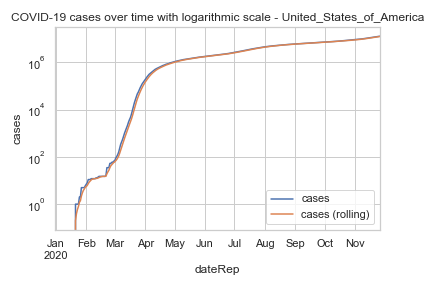 COVID-19 cases over time with logarithmic scale - United_States_of_America
cases
10^6
10^4
10^2
10^0
cases
cases (rolling)
Jan Feb Mar Apr May Jun Jul Aug Sep Oct Nov
2020
dateRep